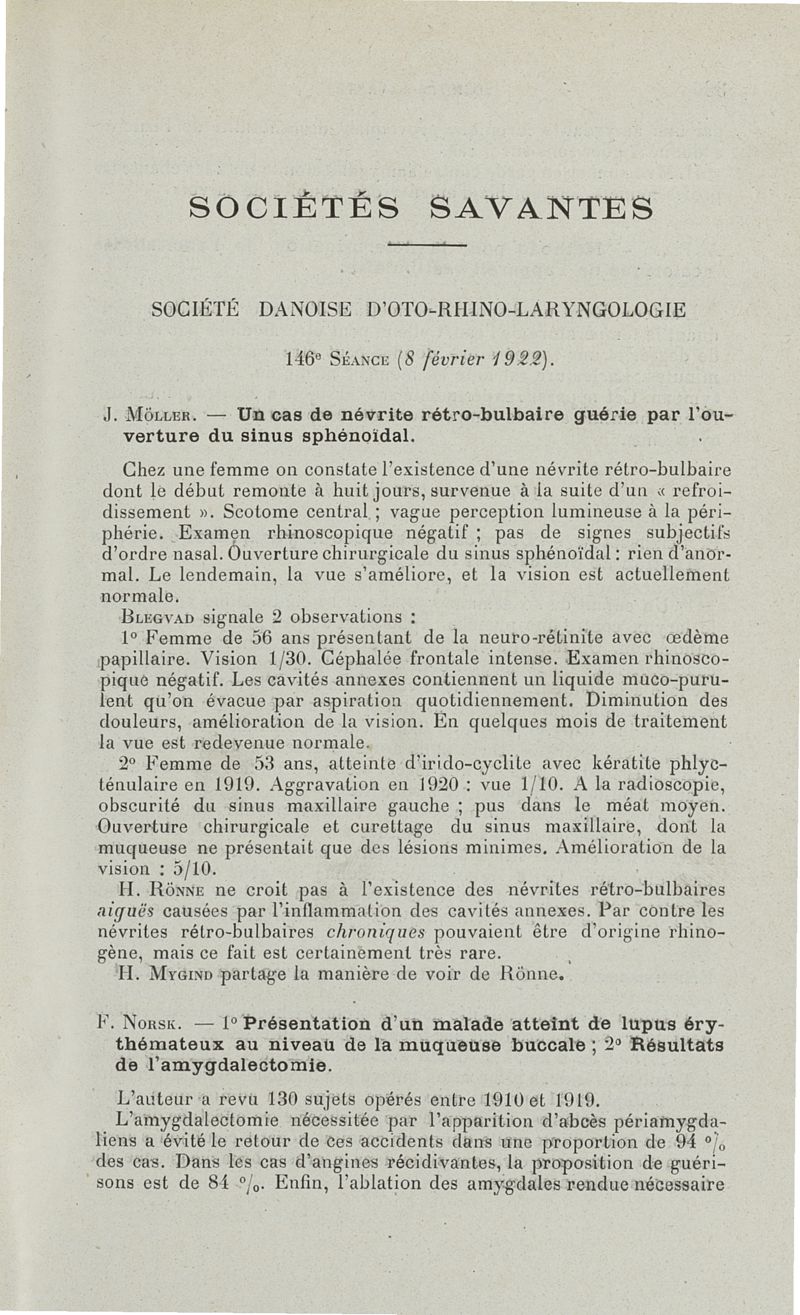 SOCIÉTÉS SAVANTES
SOCIÉTÉ DANOISE D'OTO-RHINO-LARYNGOLOGIE
146e SÉANCE (8 février 1922).
J. MÖLLER. — Un cas de névrite rétro-bulbaire guérie par l'ou-
verture du sinus sphénoïdal.
Chez une femme on constate l'existence d'une névrite rétro-bulbaire
dont le début remonte à huit jours, survenue à la suite d'un « refroi-
dissement ». Scotome central ; vague perception lumineuse à la péri-
phérie. Examen rhinoscopique négatif ; pas de signes subjectifs
d'ordre nasal. Ouverture chirurgicale du sinus sphénoïdal : rien d'anor-
mal. Le lendemain, la vue s'améliore, et la vision est actuellement
normale.
BLEGVAD signale 2 observations :
1° Femme de 56 ans présentant de la neuro-rétinite avec œdème
papillaire. Vision 1/30. Céphalée frontale intense. Examen rhinosco-
pique négatif. Les cavités annexes contiennent un liquide muco-puru-
lent qu'on évacue par aspiration quotidiennement. Diminution des
douleurs, amélioration de la vision. En quelques mois de traitement
la vue est redevenue normale.
2° Femme de 53 ans, atteinte d'irido-cyclite avec kératite phlyc-
ténulaire en 1919. Aggravation en 1920 : vue 1/10. A la radioscopie,
obscurité du sinus maxillaire gauche ; pus dans le méat moyen.
Ouverture chirurgicale et curettage du sinus maxillaire, dont la
muqueuse ne présentait que des lésions minimes. Amélioration de la
vision : 5/10.
H. RÖNNE ne croit pas à l'existence des névrites rétro-bulbaires
aiguës causées par l'inflammation des cavités annexes. Par contre les
névrites rétro-bulbaires chroniques pouvaient être d'origine rhino-
gène, mais ce fait est certainement très rare.
H. MYGIND partage la manière de voir de Rönne.
F. NORSK. — 1° Présentation d'un malade atteint de lupus éry-
thémateux au niveau de la muqueuse buccale ; 2° Résultats
de l'amygdalectomie.
L'auteur a revu 130 sujets opérés entre 1910 et 1919.
L'amygdalectomie nécessitée par l'apparition d'abcès périamygda-
liens a évité le retour de ces accidents dans une proportion de 94 %
des cas. Dans les cas d'angines récidivantes, la proposition de guéri-
sons est de 84 %. Enfin, l'ablation des amygdales rendue nécessaire